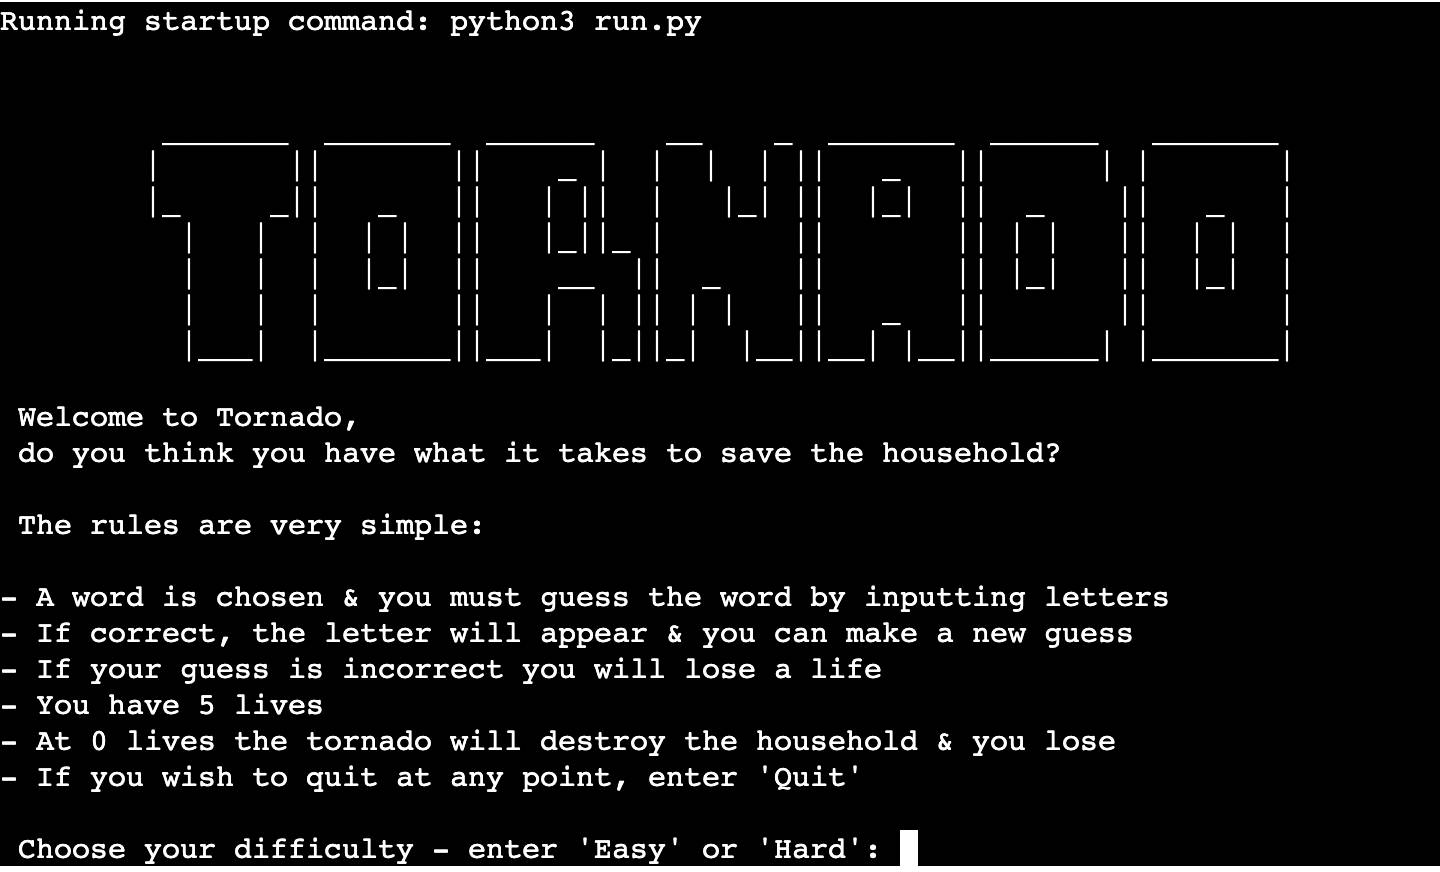 Running startup command: python3 run.py
TORNADO
Welcome to Tornado,
do you think you have what it takes to save the household?
The rules are very simple:
- A word is chosen & you must guess the word by inputting letters
- If correct, the letter will appear & you can make a new guess
- If your guess is incorrect you will lose a life
- You have 5 lives
- At 0 lives the tornado will destroy the household & you lose
- If you wish to quit at any point, enter 'Quit'
Choose your difficulty - enter 'Easy' or 'Hard':